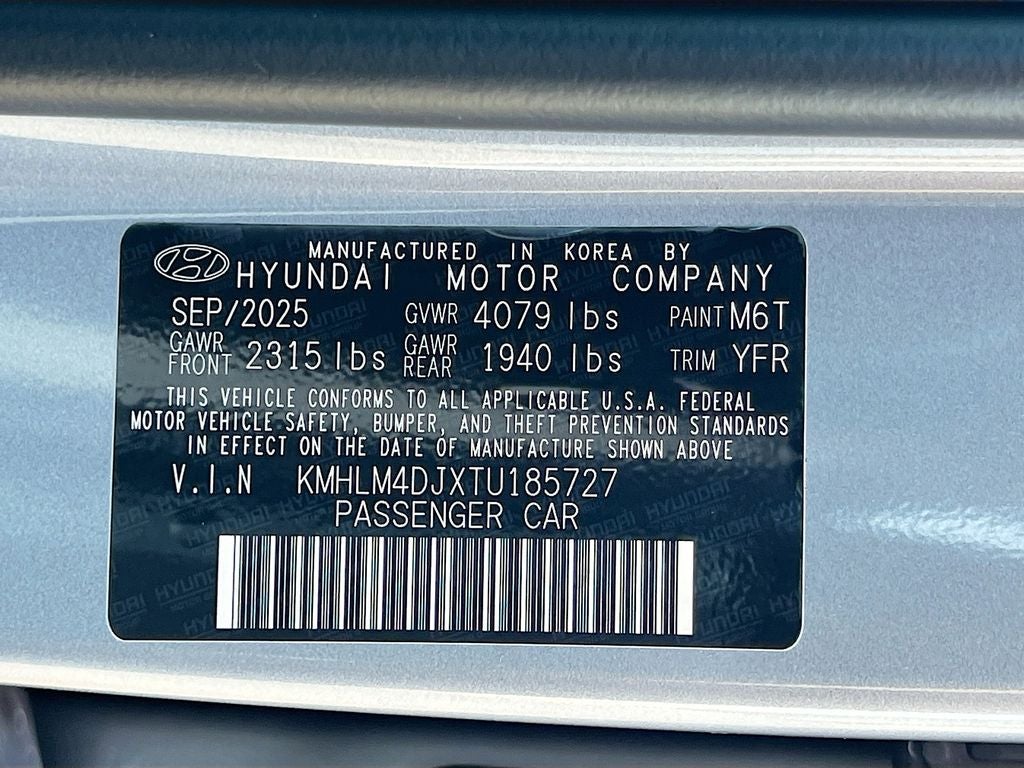 MANUFACTURED IN KOREA BY
HYUNDAI MOTOR COMPANY
SEP/2025 GVWR 4079 lbs PAINT M6T
GAWR FRONT 2315 lbs GAWR REAR 1940 lbs TRIM YFR
THIS VEHICLE CONFORMS TO ALL APPLICABLE U.S.A. FEDERAL
MOTOR VEHICLE SAFETY, BUMPER, AND THEFT PREVENTION STANDARDS
IN EFFECT ON THE DATE OF MANUFACTURE SHOWN ABOVE
V.I.N KMHLM4DJXTU185727
PASSENGER CAR